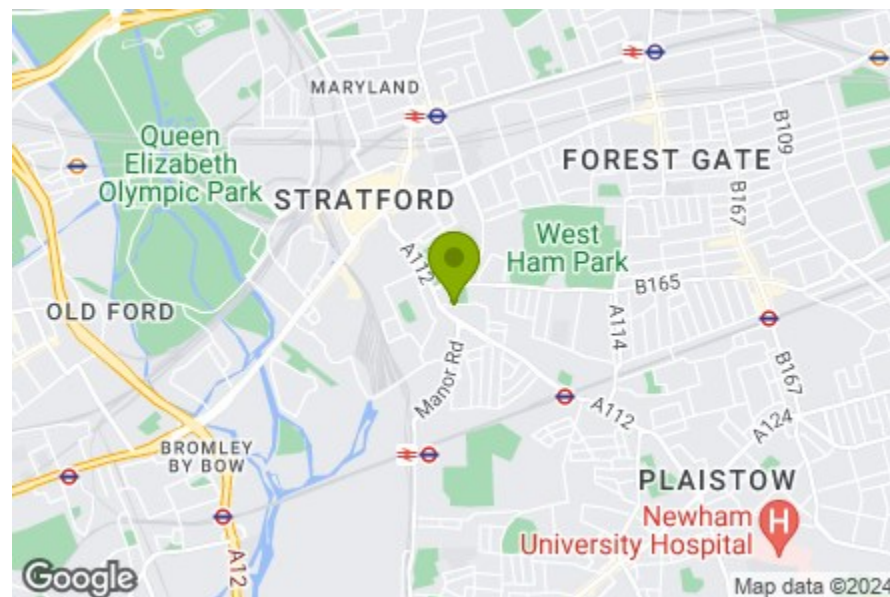 MARYLAND
B109
Queen
Elizabeth
Olympic Park
FOREST GATE
B167
STRATFORD
West
Ham Park
A112
B165
OLD FORD
A114
Manor Rd
B167
A112
A124
BROMLEY
BY BOW
PLAISTOW
Newham
University Hospital
H
A12
Google
Map data ©2024